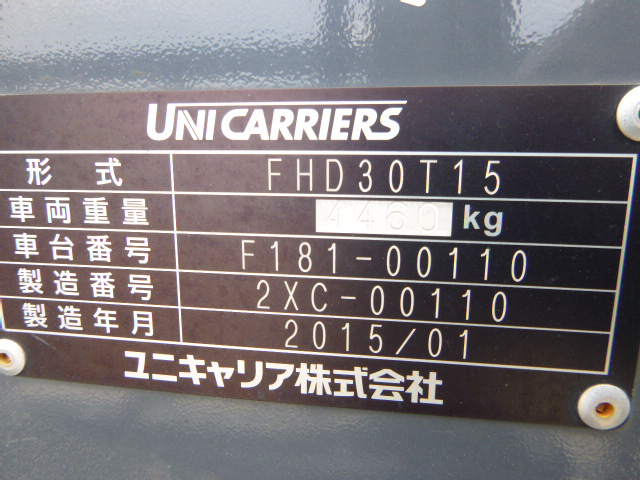 UNICARRIERS
形式 FHD30T15
車両重量 4460 kg
車台番号 F181-00110
製造番号 2XC-00110
製造年月 2015/01
ユニキャリア株式会社